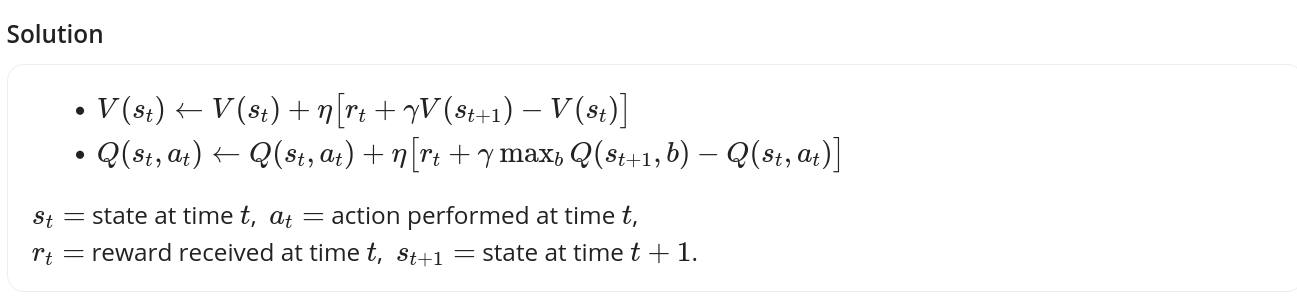 Solution
• V(s_t) ← V(s_t) + η[r_t + γV(s_{t+1}) − V(s_t)]
• Q(s_t, a_t) ← Q(s_t, a_t) + η[r_t + γ max_b Q(s_{t+1}, b) − Q(s_t, a_t)]
s_t = state at time t, a_t = action performed at time t,
r_t = reward received at time t, s_{t+1} = state at time t + 1.